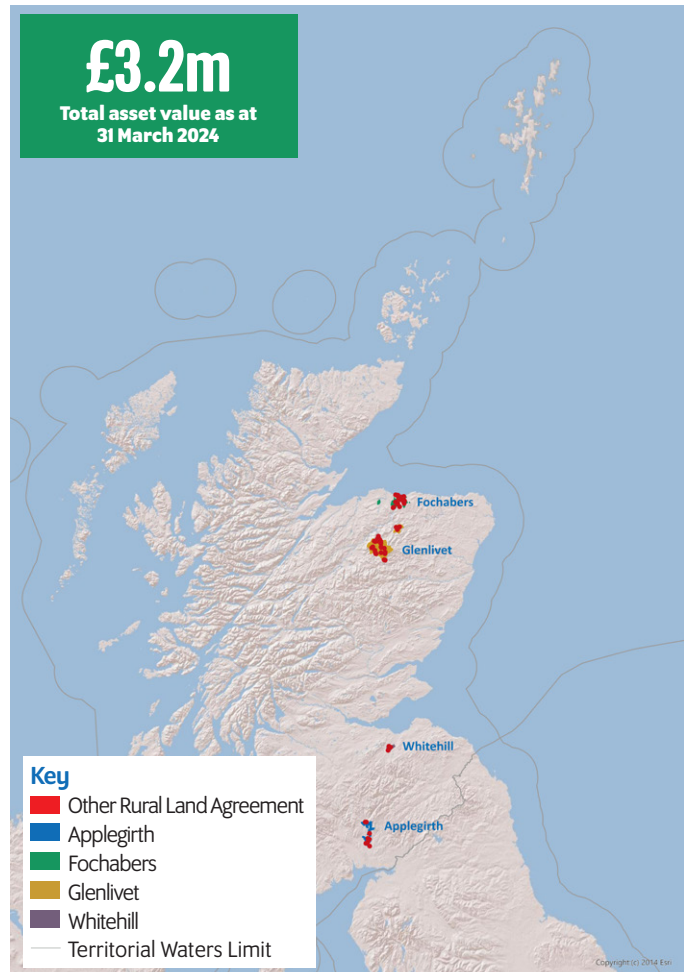 £3.2m
Total asset value as at
31 March 2024
Fochabers
Glenlivet
Whitehill
Applegirth
Key
Other Rural Land Agreement
Applegirth
Fochabers
Glenlivet
Whitehill
Territorial Waters Limit
Copyright (c) 2014 Esri